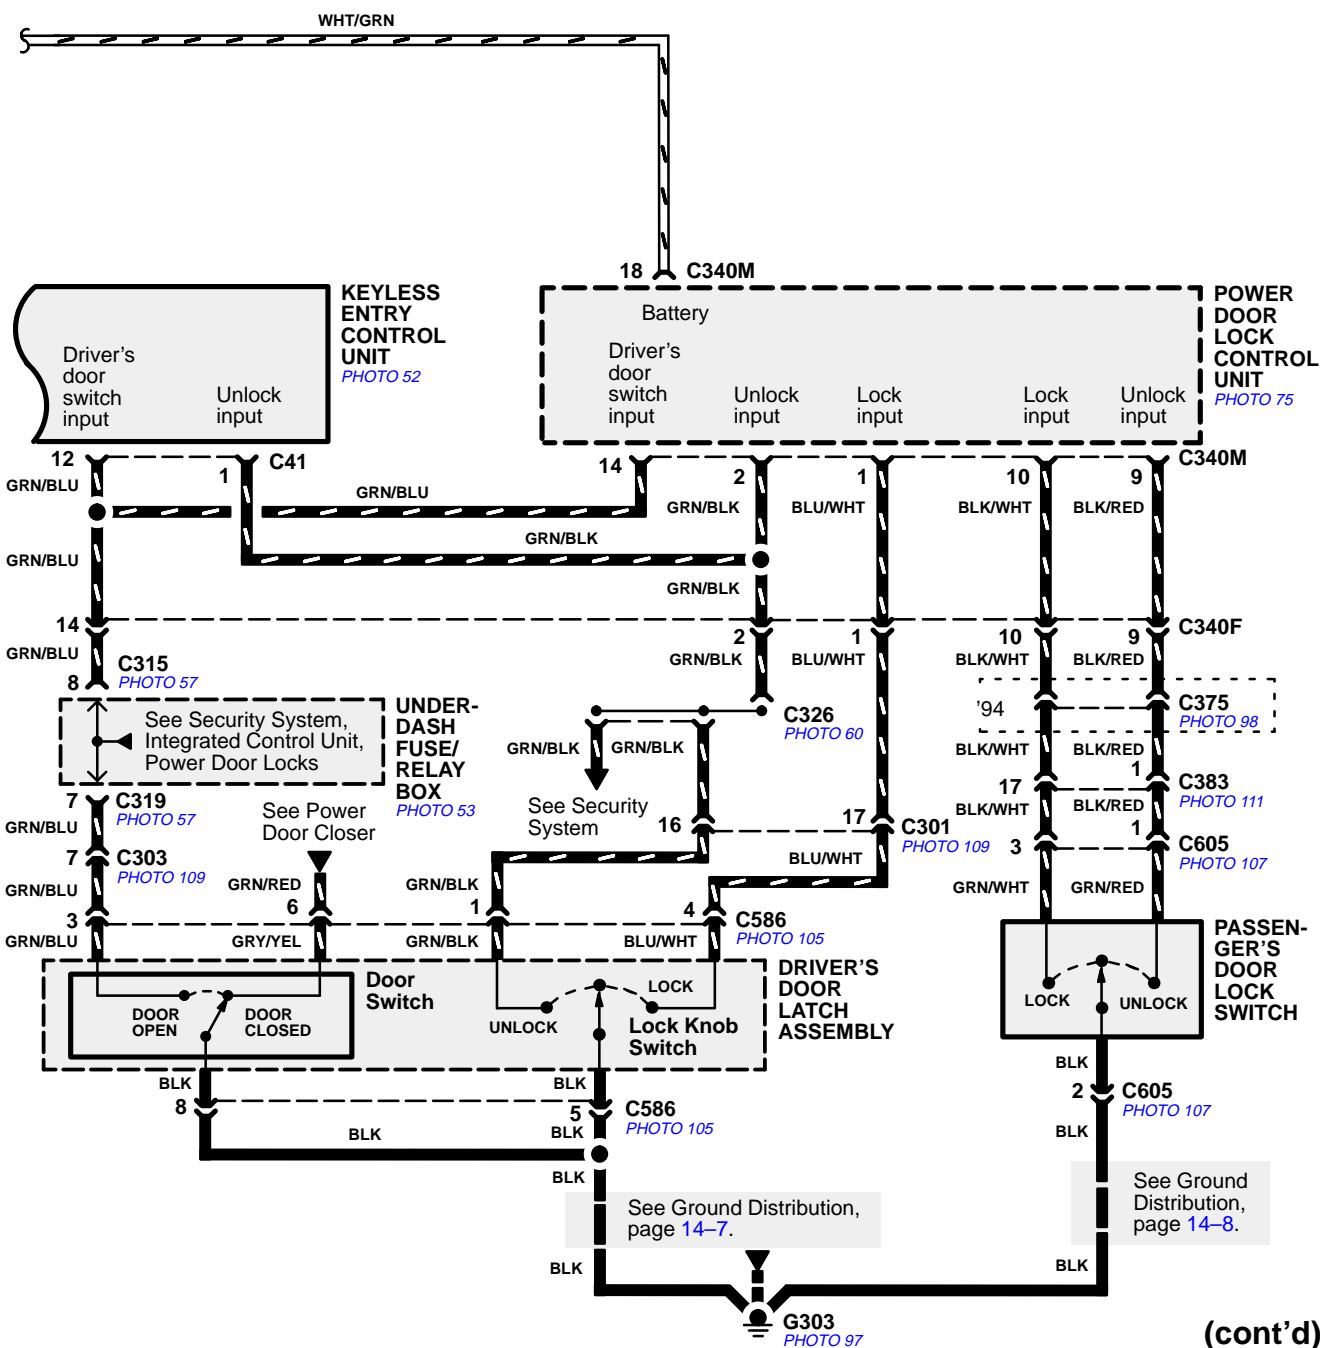 WHT/GRN
18
C340M
KEYLESS
ENTRY
CONTROL
UNIT
PHOTO 52
Driver's
door
switch
input
Unlock
input
Battery
Driver's
door
switch
input
Unlock
input
Lock
input
Lock
input
Unlock
input
POWER
DOOR
LOCK
CONTROL
UNIT
PHOTO 75
12
1
C41
14
2
1
10
9
C340M
GRN/BLU
GRN/BLU
GRN/BLK
BLU/WHT
BLK/WHT
BLK/RED
GRN/BLK
GRN/BLU
GRN/BLK
14
2
1
10
9
C340F
GRN/BLU
GRN/BLK
BLU/WHT
BLK/WHT
BLK/RED
8
C315
PHOTO 57
'94
C375
PHOTO 98
See Security System,
Integrated Control Unit,
Power Door Locks
UNDER-
DASH
FUSE/
RELAY
BOX
PHOTO 53
C326
PHOTO 60
GRN/BLK
GRN/BLK
BLK/WHT
BLK/RED
17
1
C383
PHOTO 111
7
C319
PHOTO 57
See Power
Door Closer
See Security
System
16
17
C301
PHOTO 109
BLK/WHT
BLK/RED
GRN/BLU
7
C303
PHOTO 109
BLU/WHT
3
1
C605
PHOTO 107
GRN/BLU
GRN/RED
GRN/BLK
GRN/WHT
GRN/RED
3
6
1
4
C586
PHOTO 105
GRN/BLU
GRY/YEL
GRN/BLK
BLU/WHT
Door
Switch
DOOR
OPEN
DOOR
CLOSED
UNLOCK
LOCK
Lock Knob
Switch
DRIVER'S
DOOR
LATCH
ASSEMBLY
LOCK
UNLOCK
PASSEN-
GER'S
DOOR
LOCK
SWITCH
BLK
BLK
BLK
8
5
C586
PHOTO 105
2
C605
PHOTO 107
BLK
BLK
BLK
BLK
See Ground Distribution,
page 14–7.
See Ground
Distribution,
page 14–8.
BLK
BLK
G303
PHOTO 97
(cont'd)